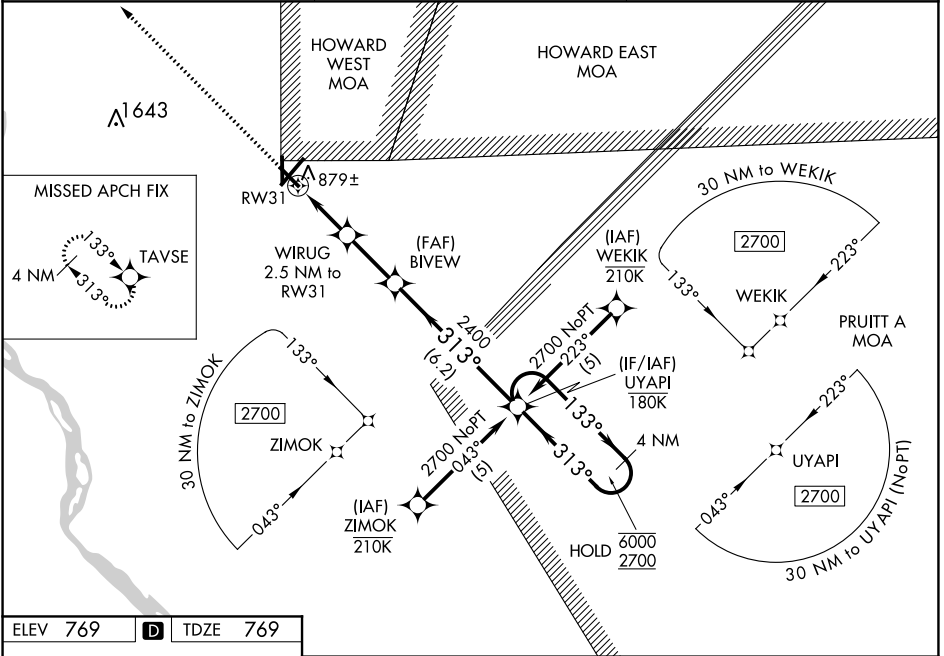 HOWARD
WEST
MOA
HOWARD EAST
MOA
1643
879±
RW31
MISSED APCH FIX
133°
TAVSE
4 NM
313°
WIRUG
2.5 NM to
RW31
(FAF)
BIVEW
(IAF)
WEKIK
210K
30 NM to WEKIK
2700
133°
223°
WEKIK
PRUITT A
MOA
2400
313°
(6.2)
2700 NoPT
223°
(5)
(IF/IAF)
UYAPI
180K
30 NM to ZIMOK
133°
2700
ZIMOK
043°
2700 NoPT
043°
(5)
(IAF)
ZIMOK
210K
133°
313°
4 NM
HOLD
6000
2700
223°
UYAPI
2700
043°
30 NM to UYAPI (NoPT)
ELEV 769 D TDZE 769